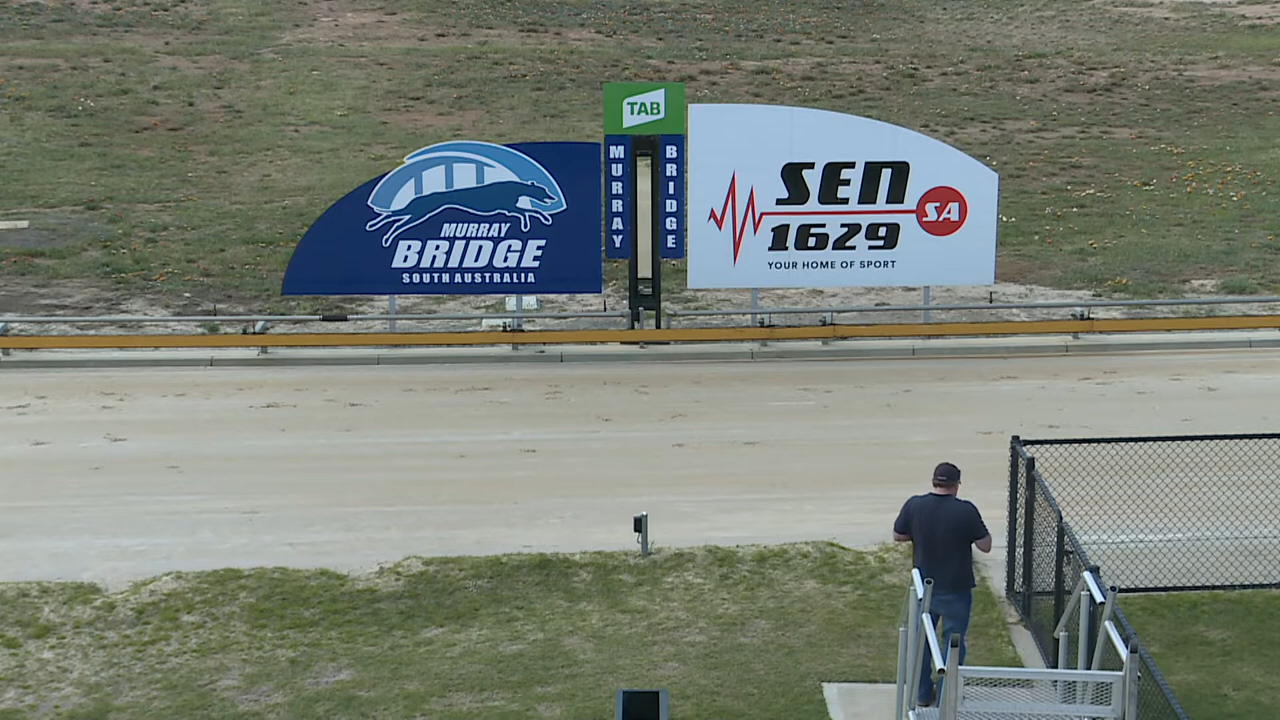 TAB
MURRAY
BRIDGE
MURRAY
BRIDGE
SOUTH AUSTRALIA
SEN
SA
1629
YOUR HOME OF SPORT